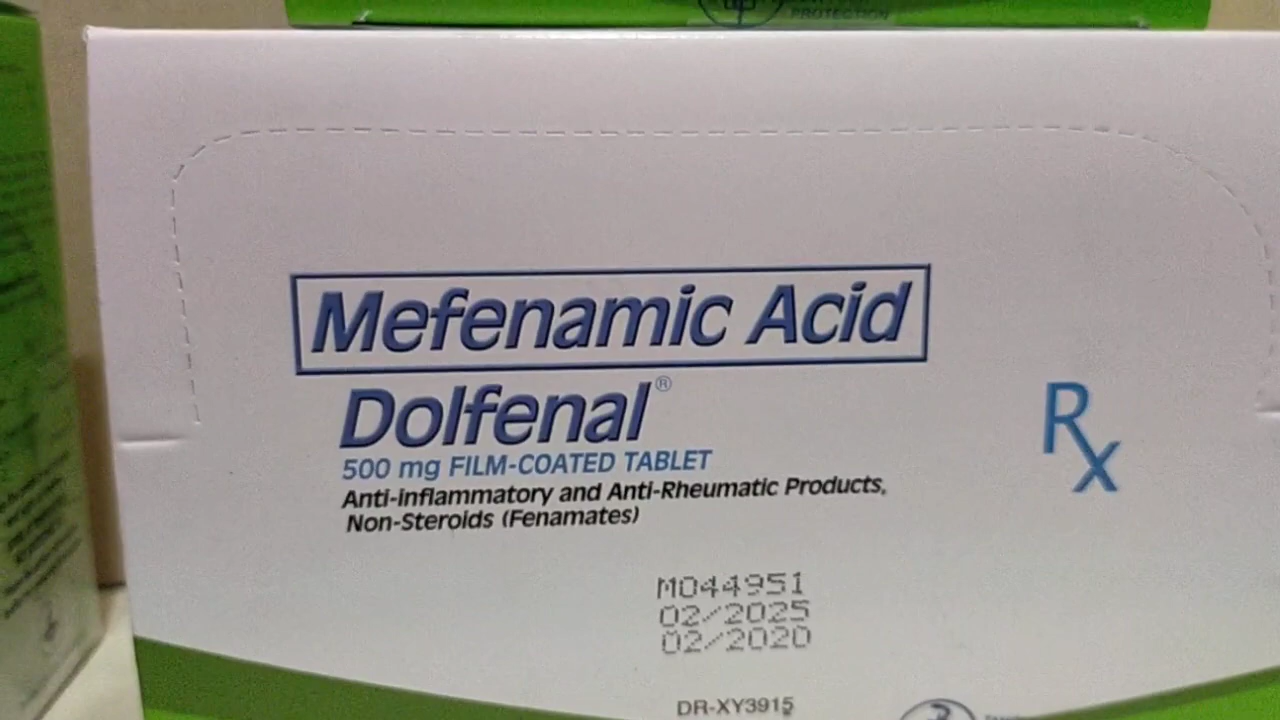 PROTECTION
Mefenamic Acid
Dolfenal®
500 mg FILM-COATED TABLET
Anti-inflammatory and Anti-Rheumatic Products,
Non-Steroids (Fenamates)
Rx
M044951
02/2025
02/2020
DR-XY3915